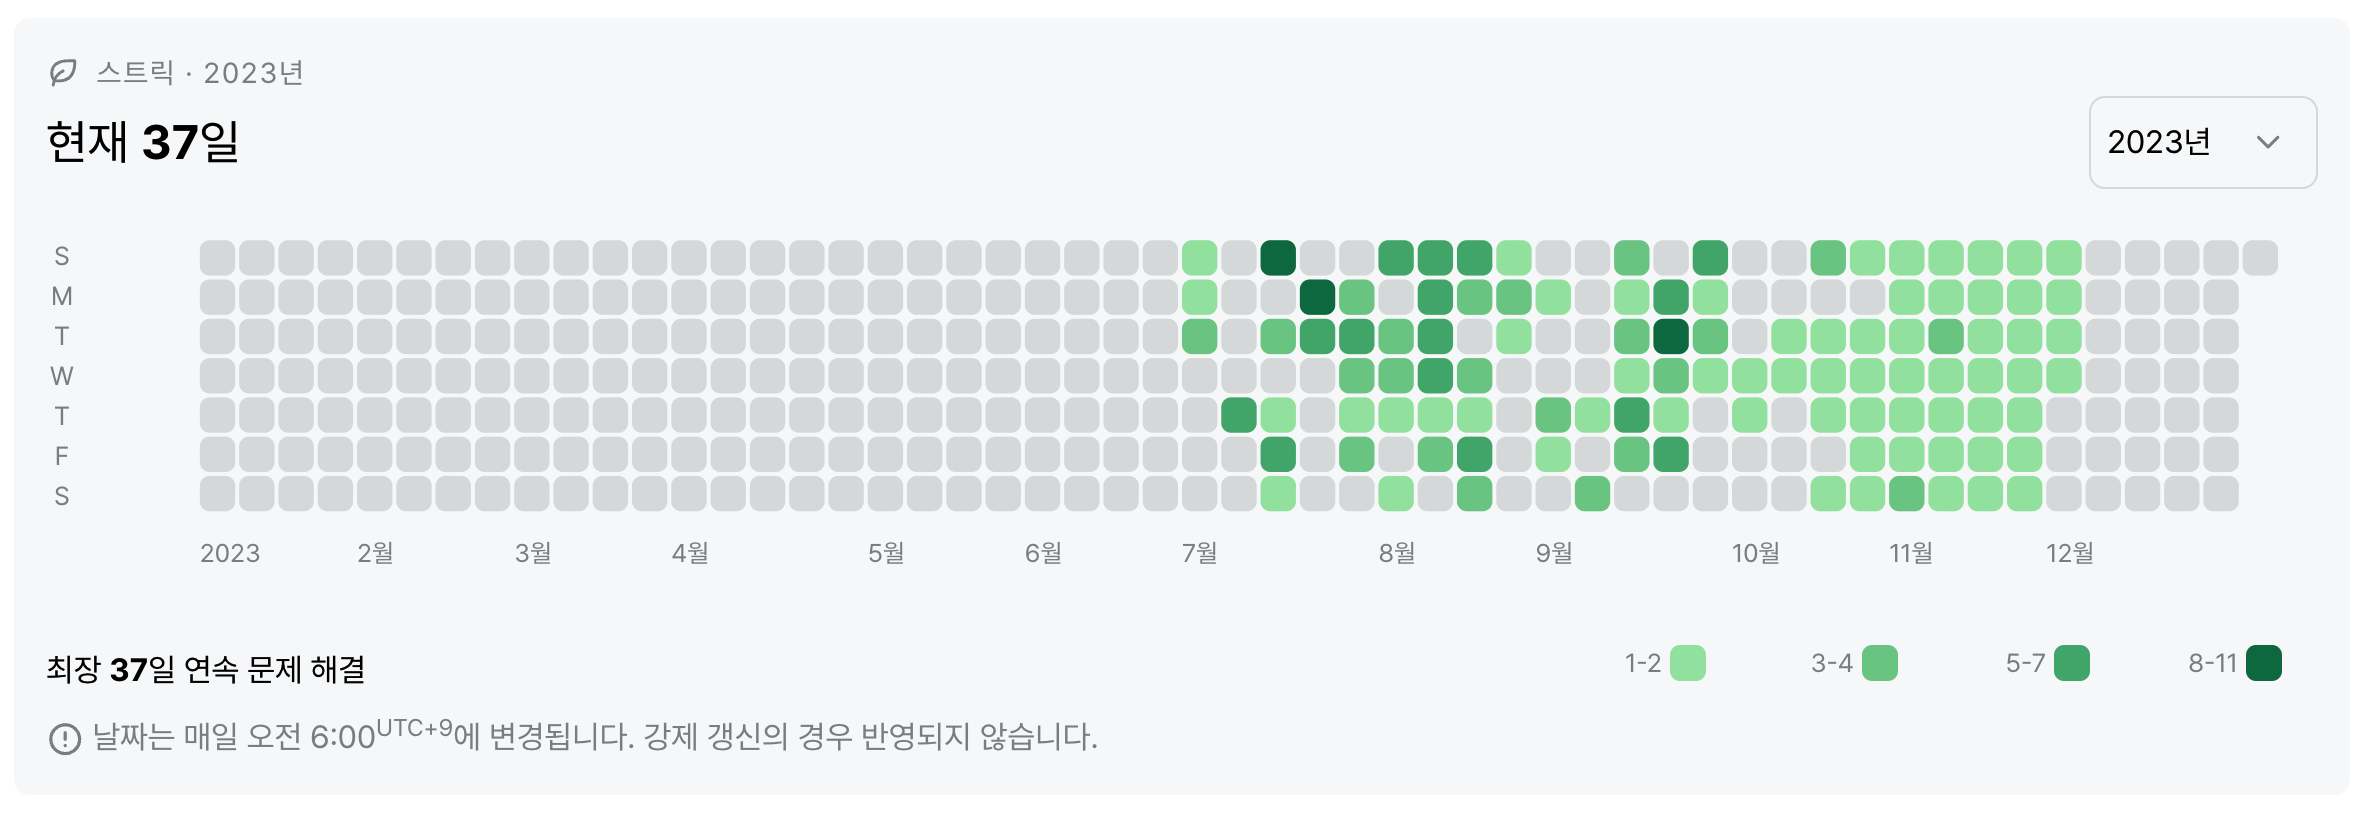 스트릭 · 2023년
현재 37일
2023년
S
M
T
W
T
F
S
2023 2월 3월 4월 5월 6월 7월 8월 9월 10월 11월 12월
최장 37일 연속 문제 해결
1-2 3-4 5-7 8-11
날짜는 매일 오전 6:00UTC+9에 변경됩니다. 강제 갱신의 경우 반영되지 않습니다.